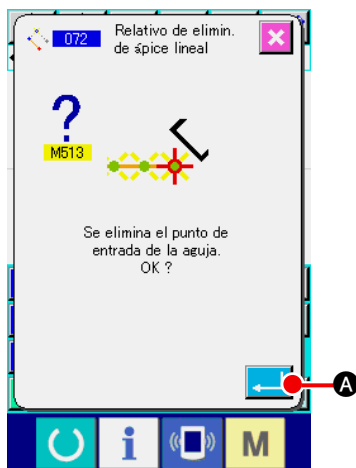 072 Relativo de elimin.
de ápice lineal
M513
Se elimina el punto de
entrada de la aguja.
OK ?
A
M